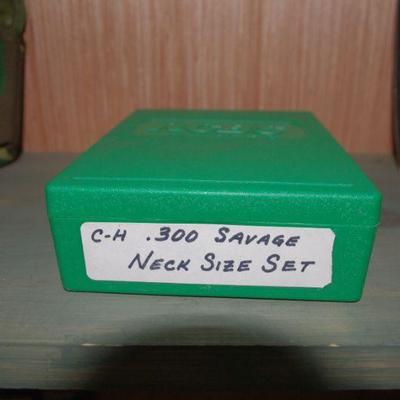 C-H .300 SAVAGE
NECK SIZE SET